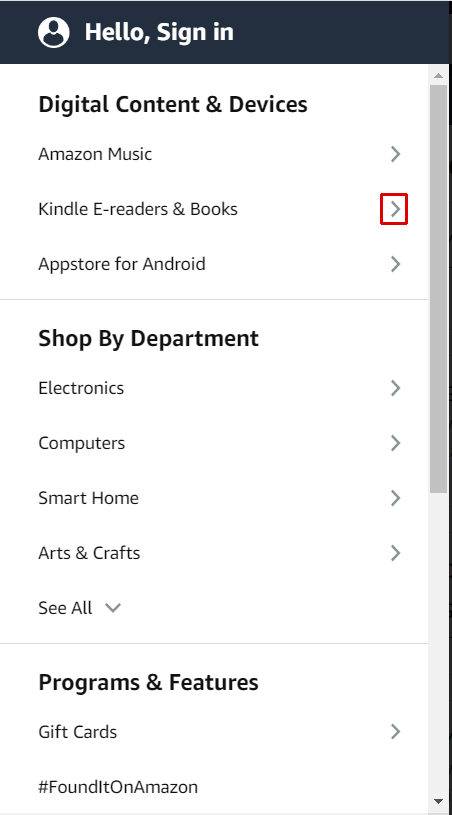 Hello, Sign in
Digital Content & Devices
Amazon Music
Kindle E-readers & Books
Appstore for Android
Shop By Department
Electronics
Computers
Smart Home
Arts & Crafts
See All
Programs & Features
Gift Cards
#FoundItOnAmazon